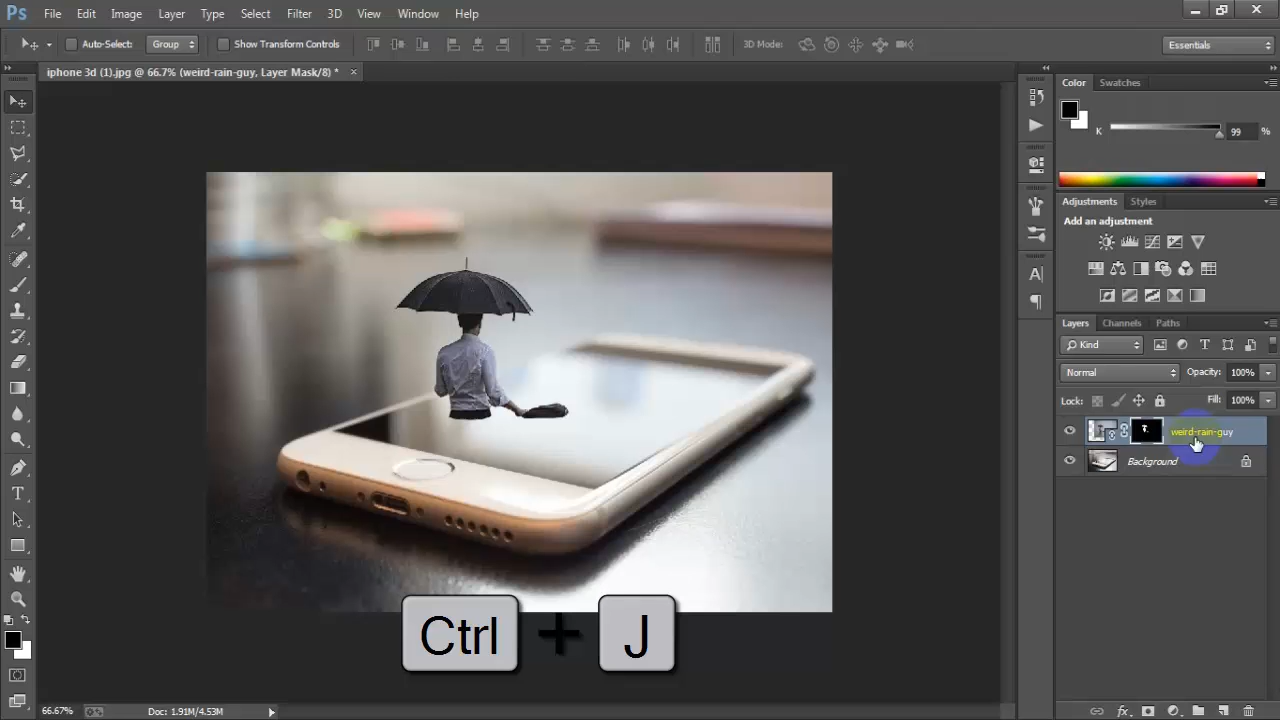 Ps File Edit Image Layer Type Select Filter 3D View Window Help
Auto-Select: Group Show Transform Controls 3D Mode: Essentials
iphone 3d (1).jpg @ 66.7% (weird-rain-guy, Layer Mask/8) * ×
Color Swatches
K 99 %
Adjustments Styles
Add an adjustment
Layers Channels Paths
Kind
Normal Opacity: 100%
Lock: Fill: 100%
weird-rain-guy
Background
Ctrl + J
66.67% Doc: 1.91M/4.53M